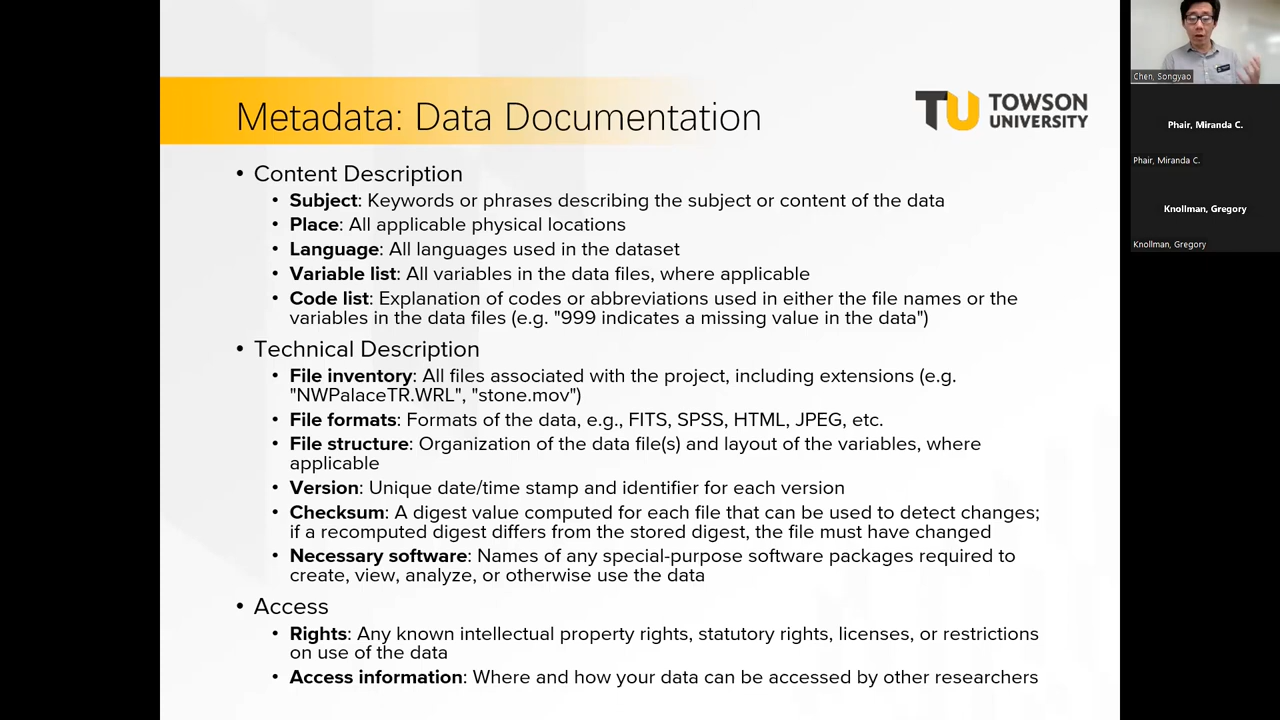 Metadata: Data Documentation
TOWSON
UNIVERSITY
• Content Description
• Subject: Keywords or phrases describing the subject or content of the data
• Place: All applicable physical locations
• Language: All languages used in the dataset
• Variable list: All variables in the data files, where applicable
• Code list: Explanation of codes or abbreviations used in either the file names or the
variables in the data files (e.g. "999 indicates a missing value in the data")
• Technical Description
• File inventory: All files associated with the project, including extensions (e.g.
"NWPalaceTR.WRL", "stone.mov")
• File formats: Formats of the data, e.g., FITS, SPSS, HTML, JPEG, etc.
• File structure: Organization of the data file(s) and layout of the variables, where
applicable
• Version: Unique date/time stamp and identifier for each version
• Checksum: A digest value computed for each file that can be used to detect changes;
if a recomputed digest differs from the stored digest, the file must have changed
• Necessary software: Names of any special-purpose software packages required to
create, view, analyze, or otherwise use the data
• Access
• Rights: Any known intellectual property rights, statutory rights, licenses, or restrictions
on use of the data
• Access information: Where and how your data can be accessed by other researchers
Chen, Songyao
Phair, Miranda C.
Phair, Miranda C.
Knollman, Gregory
Knollman, Gregory